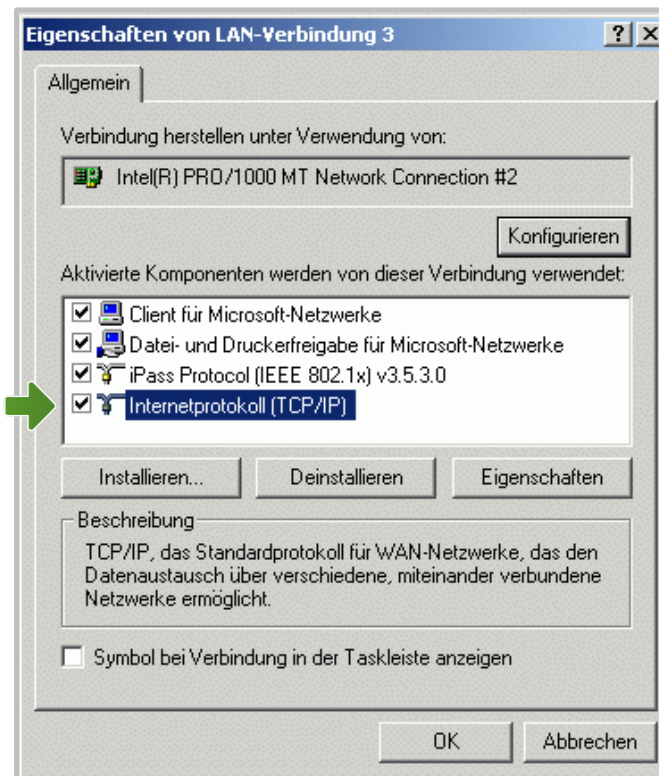 Eigenschaften von LAN-Verbindung 3
Allgemein
Verbindung herstellen unter Verwendung von:
Intel(R) PRO/1000 MT Network Connection #2
Konfigurieren
Aktivierte Komponenten werden von dieser Verbindung verwendet:
Client für Microsoft-Netzwerke
Datei- und Druckerfreigabe für Microsoft-Netzwerke
iPass Protocol (IEEE 802.1x) v3.5.3.0
Internetprotokoll (TCP/IP)
Installieren... Deinstallieren Eigenschaften
Beschreibung
TCP/IP, das Standardprotokoll für WAN-Netzwerke, das den
Datenaustausch über verschiedene, miteinander verbundene
Netzwerke ermöglicht.
Symbol bei Verbindung in der Taskleiste anzeigen
OK Abbrechen